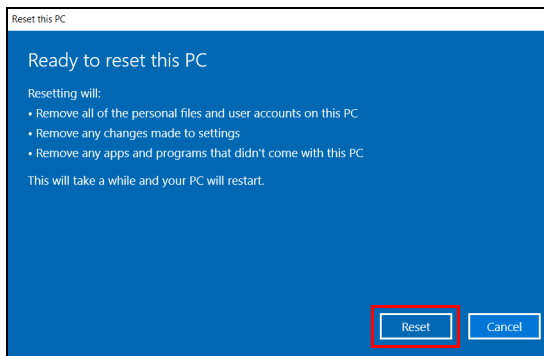 Reset this PC
Ready to reset this PC
Resetting will:
• Remove all of the personal files and user accounts on this PC
• Remove any changes made to settings
• Remove any apps and programs that didn't come with this PC
This will take a while and your PC will restart.
Reset Cancel